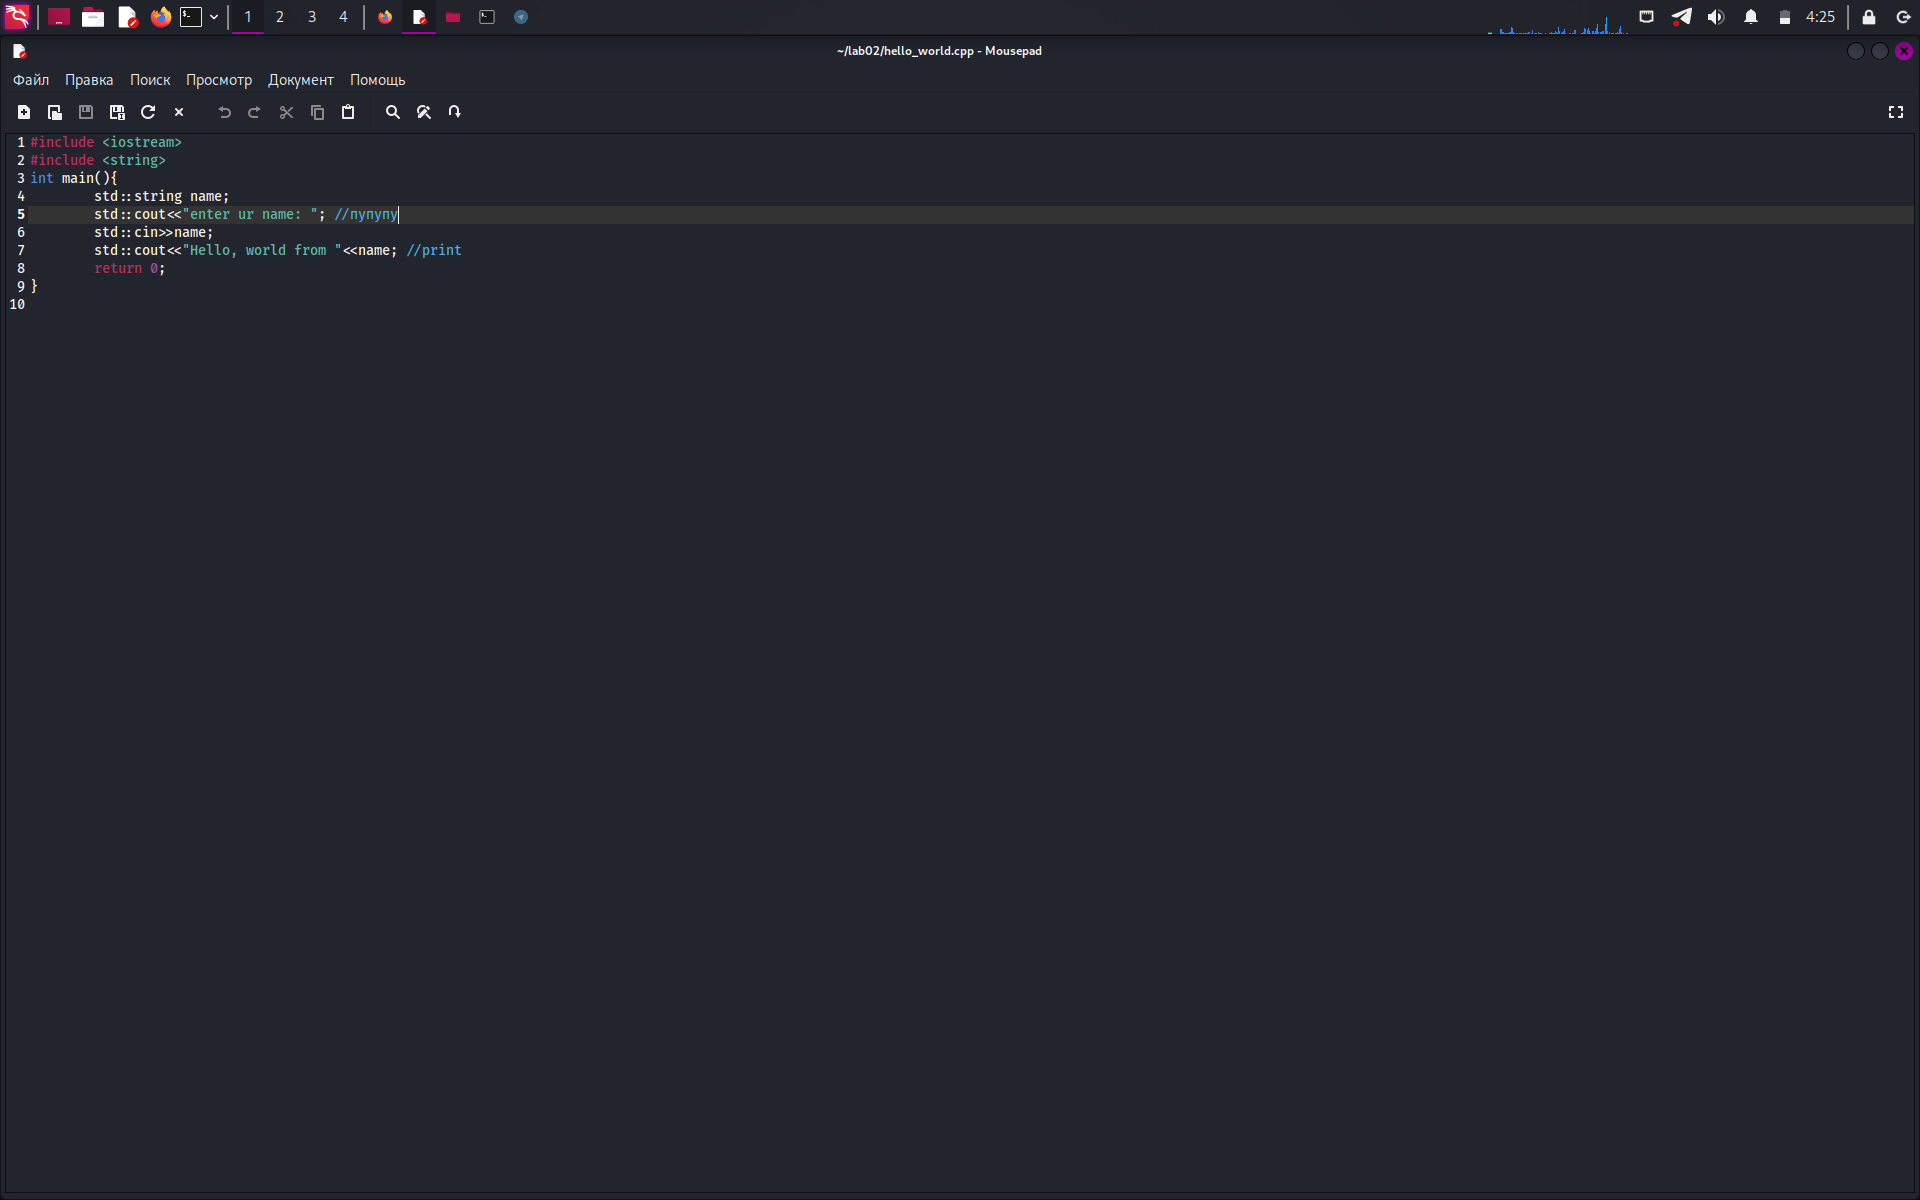 1 2 3 4 4:25
~/lab02/hello_world.cpp - Mousepad
Файл Правка Поиск Просмотр Документ Помощь
1 #include <iostream>
2 #include <string>
3 int main(){
4 std::string name;
5 std::cout<<"enter ur name: "; //пупупу
6 std::cin>>name;
7 std::cout<<"Hello, world from "<<name; //print
8 return 0;
9 }
10